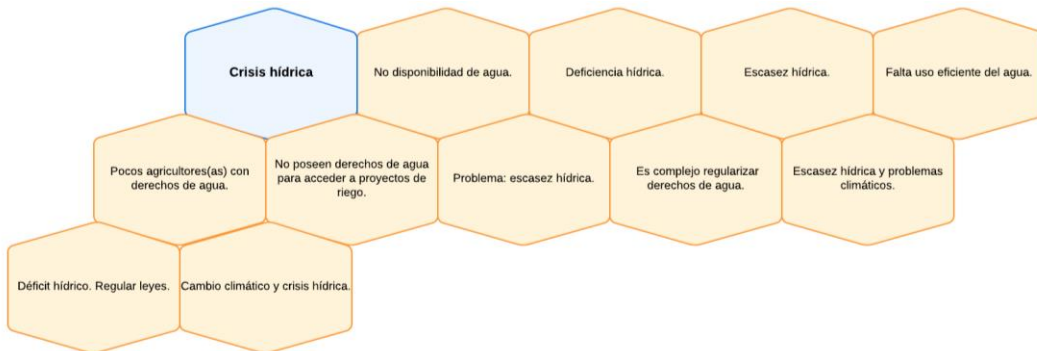 Crisis hídrica
No disponibilidad de agua.
Deficiencia hídrica.
Escasez hídrica.
Falta uso eficiente del agua.
Pocos agricultores(as) con
derechos de agua.
No poseen derechos de agua
para acceder a proyectos de
riego.
Problema: escasez hídrica.
Es complejo regularizar
derechos de agua.
Escasez hídrica y problemas
climáticos.
Déficit hídrico. Regular leyes.
Cambio climático y crisis hídrica.